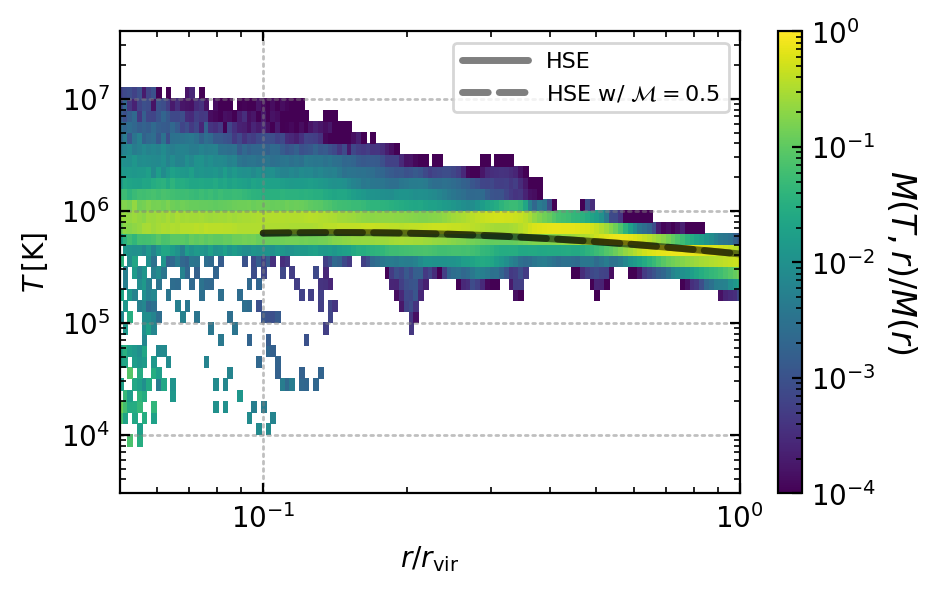 HSE
HSE w/ ℳ = 0.5
10⁷
10⁶
10⁵
10⁴
T [K]
10⁻¹
10⁰
r/r_vir
10⁰
10⁻¹
10⁻²
10⁻³
10⁻⁴
M(T, r)/M(r)